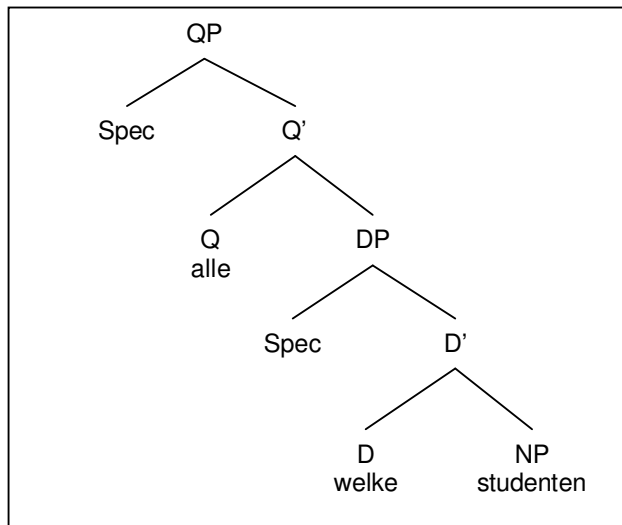 QP
Spec Q’
Q DP
alle
Spec D’
D NP
welke studenten